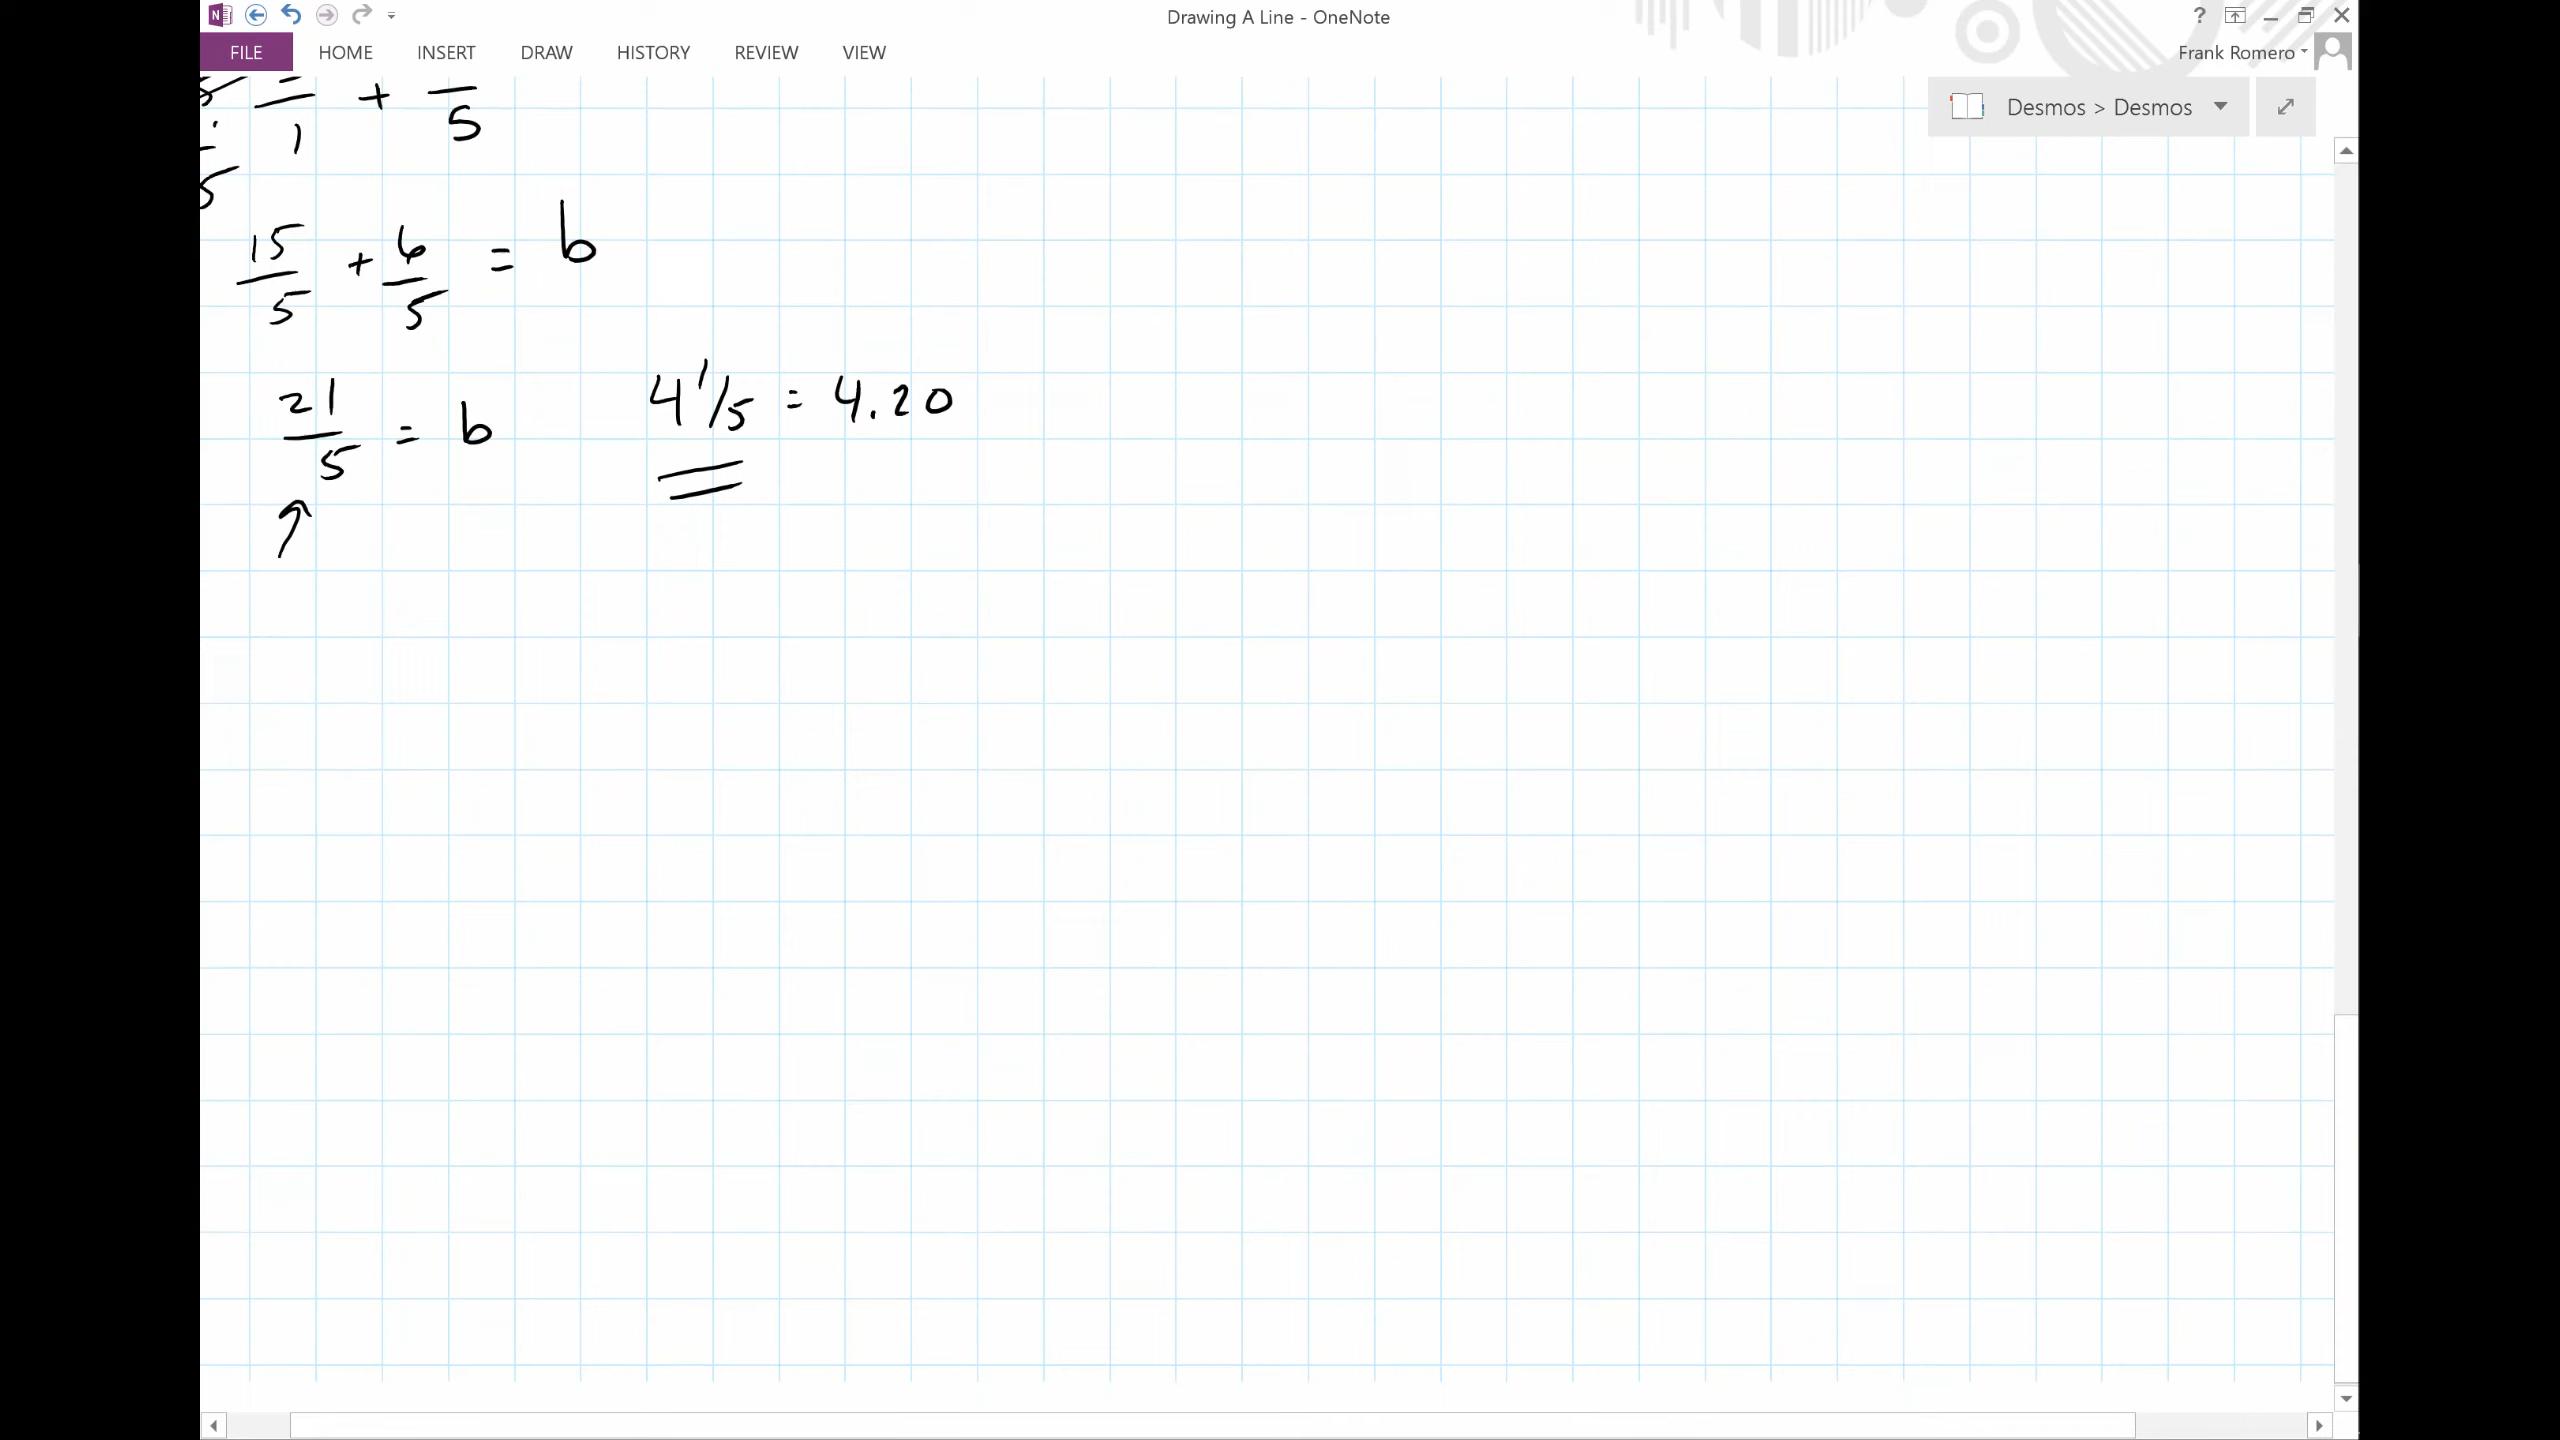 Drawing A Line - OneNote
?
FILE HOME INSERT DRAW HISTORY REVIEW VIEW
Frank Romero
Desmos > Desmos
1 + 5
15/5 + 6/5 = b
21/5 = b
4 1/5 = 4.20